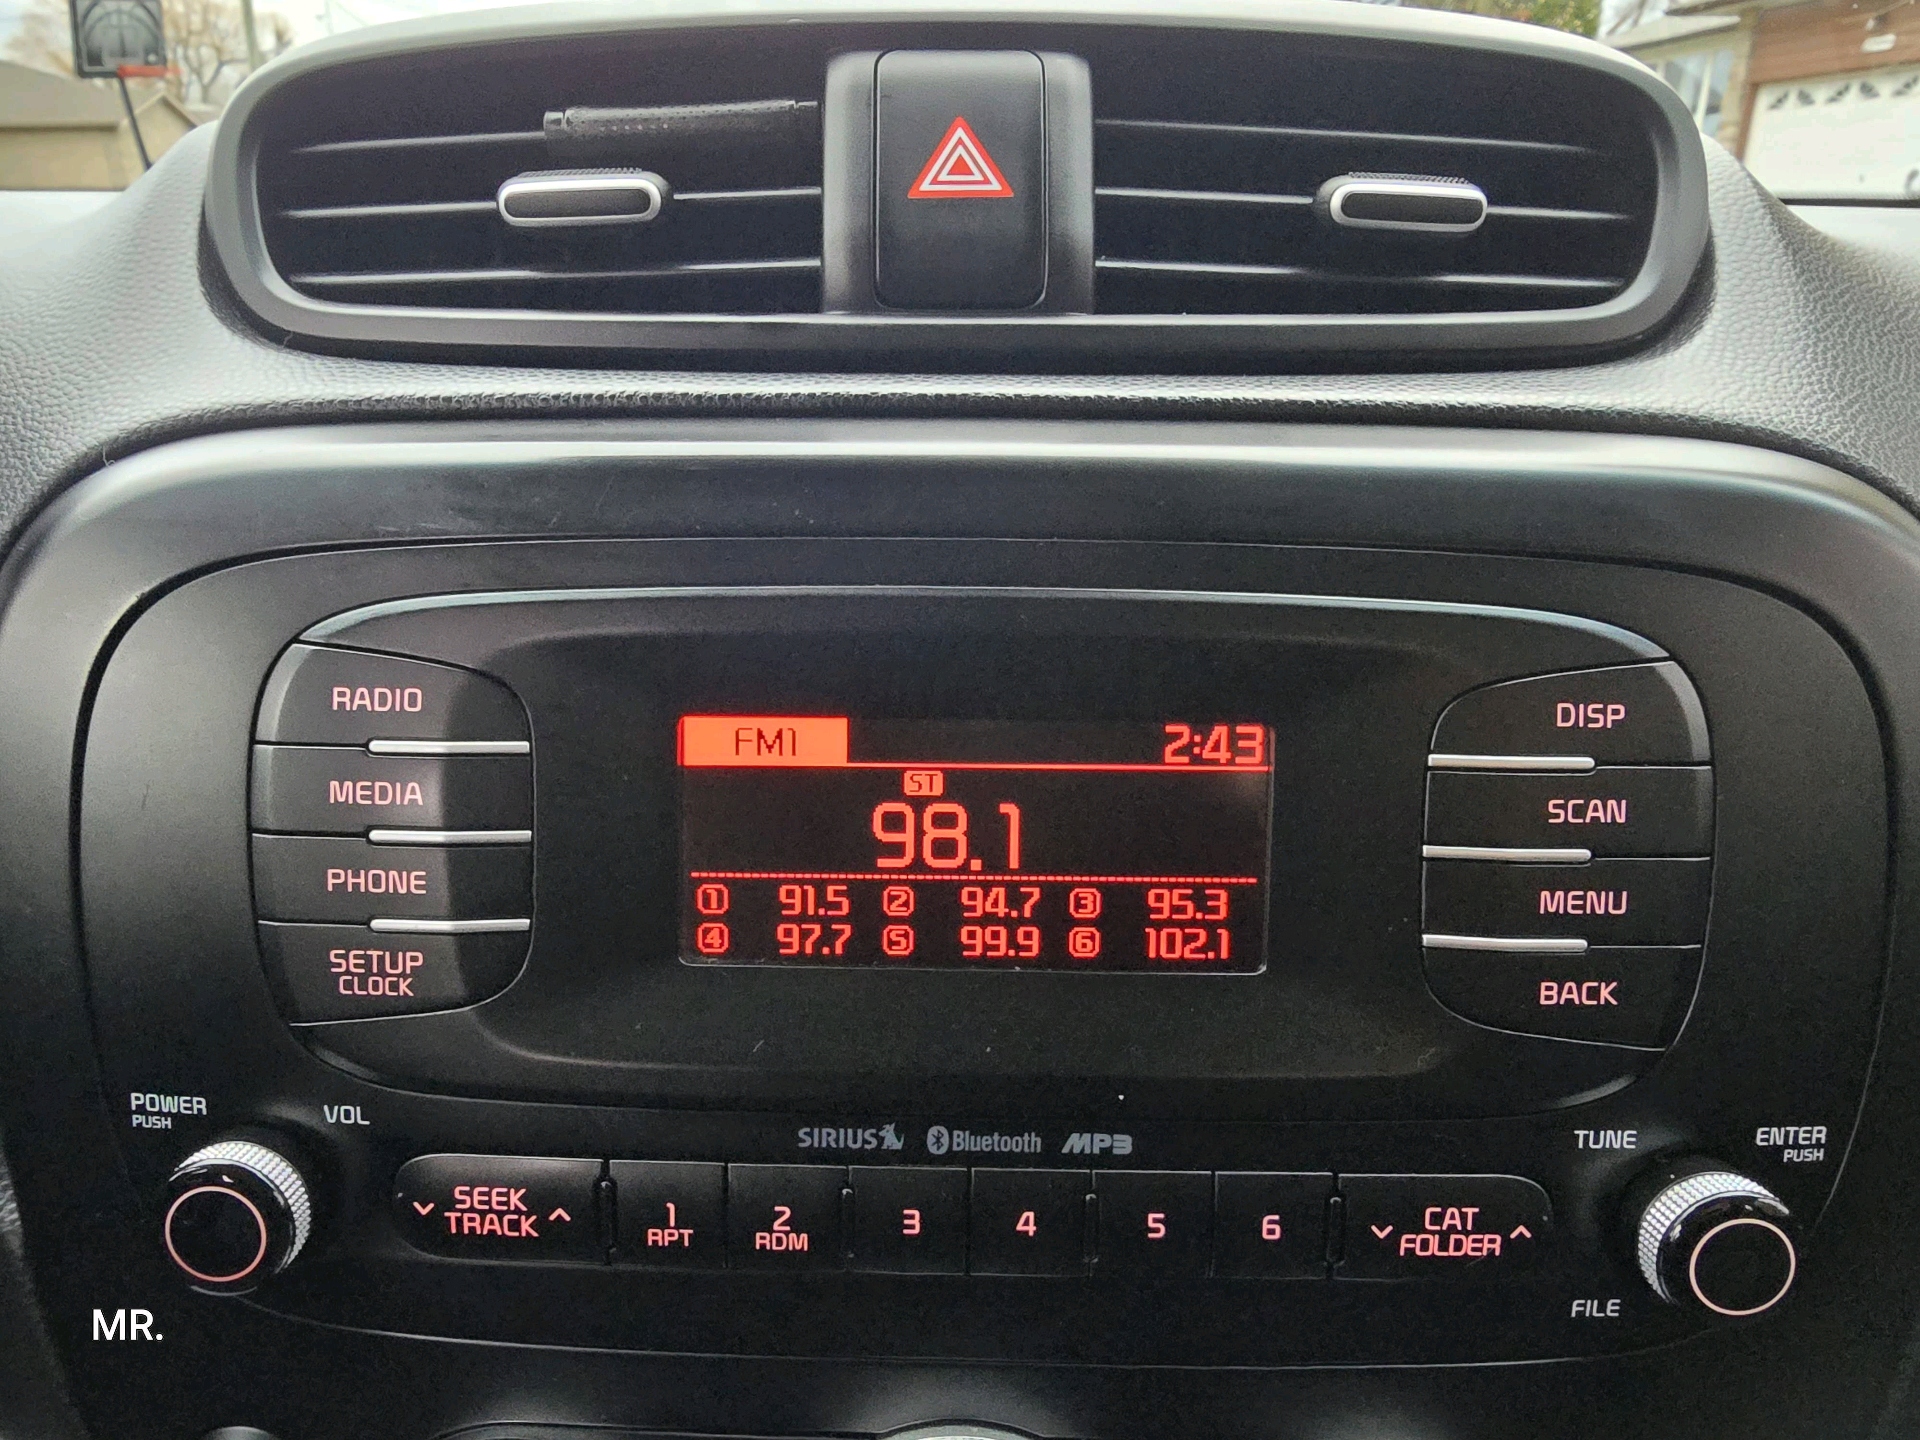 RADIO
MEDIA
PHONE
SETUP
CLOCK
FM1 2:43
ST
98.1
1 91.5 2 94.7 3 95.3
4 97.7 5 99.9 6 102.1
DISP
SCAN
MENU
BACK
POWER
PUSH
VOL
SIRIUS Bluetooth MP3
TUNE
ENTER
PUSH
SEEK
TRACK
1
RPT
2
RDM
3
4
5
6
CAT
FOLDER
FILE
MR.